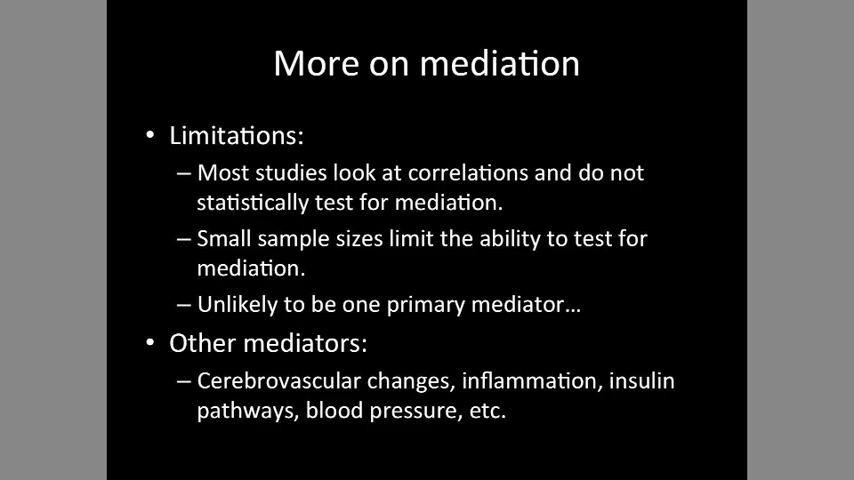 More on mediation
• Limitations:
– Most studies look at correlations and do not
statistically test for mediation.
– Small sample sizes limit the ability to test for
mediation.
– Unlikely to be one primary mediator…
• Other mediators:
– Cerebrovascular changes, inflammation, insulin
pathways, blood pressure, etc.